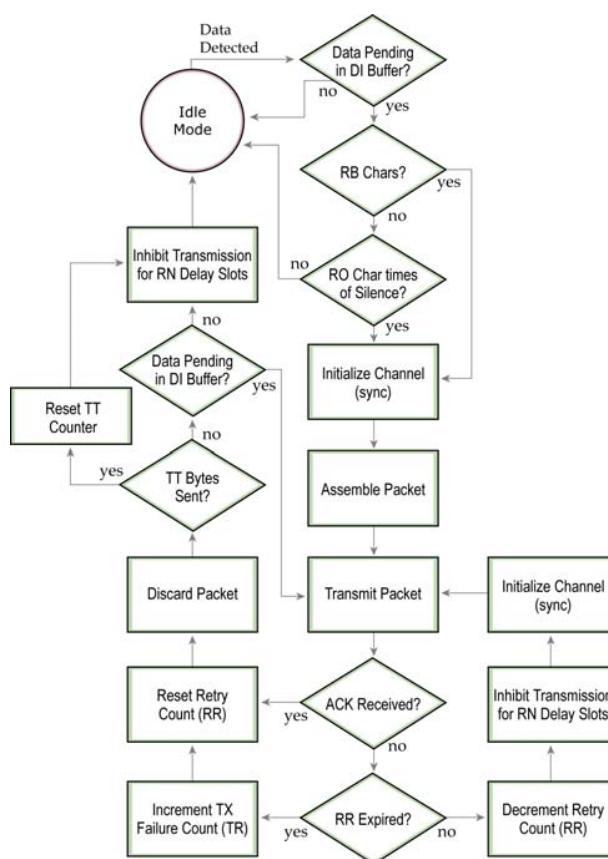 Data
Detected
Data Pending
in DI Buffer?
no
yes
Idle
Mode
RB Chars?
yes
no
Inhibit Transmission
for RN Delay Slots
no
RO Char times
of Silence?
yes
no
Data Pending
in DI Buffer?
yes
Initialize Channel
(sync)
Reset TT
Counter
no
yes
TT Bytes
Sent?
Assemble Packet
Discard Packet
Transmit Packet
Initialize Channel
(sync)
Reset Retry
Count (RR)
yes
ACK Received?
no
Inhibit Transmission
for RN Delay Slots
Increment TX
Failure Count (TR)
yes
RR Expired?
no
Decrement Retry
Count (RR)